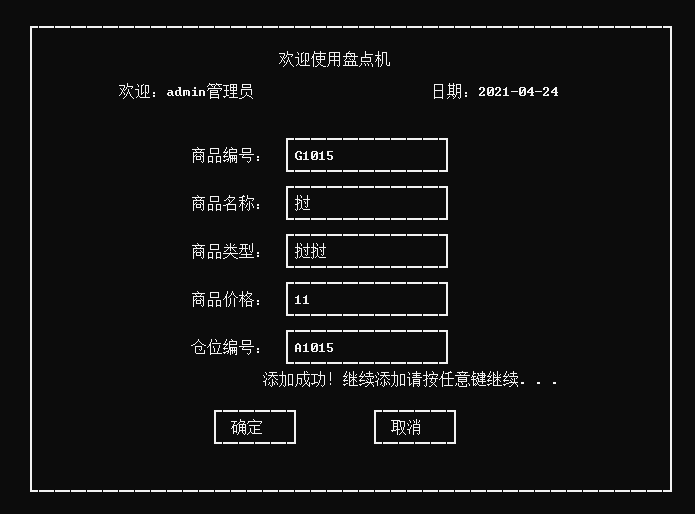 欢迎使用盘点机
欢迎：admin管理员 日期：2021-04-24
商品编号： G1015
商品名称： 挝
商品类型： 挝挝
商品价格： 11
仓位编号： A1015
添加成功！继续添加请按任意键继续. . .
确定 取消